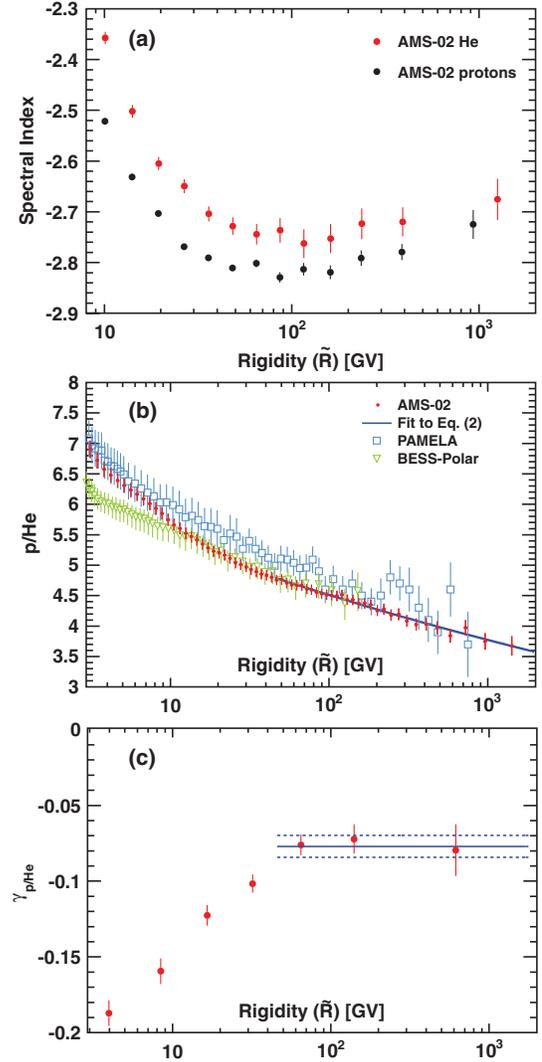 -2.3
(a)
AMS-02 He
-2.4
AMS-02 protons
-2.5
-2.6
-2.7
-2.8
-2.9
Spectral Index
10
10²
10³
Rigidity (R̃) [GV]
8
(b)
AMS-02
7.5
Fit to Eq. (2)
7
PAMELA
6.5
BESS-Polar
6
5.5
5
4.5
4
3.5
3
p/He
Rigidity (R̃) [GV]
10
10²
10³
0
(c)
-0.05
-0.1
-0.15
-0.2
γp/He
Rigidity (R̃) [GV]
10
10²
10³